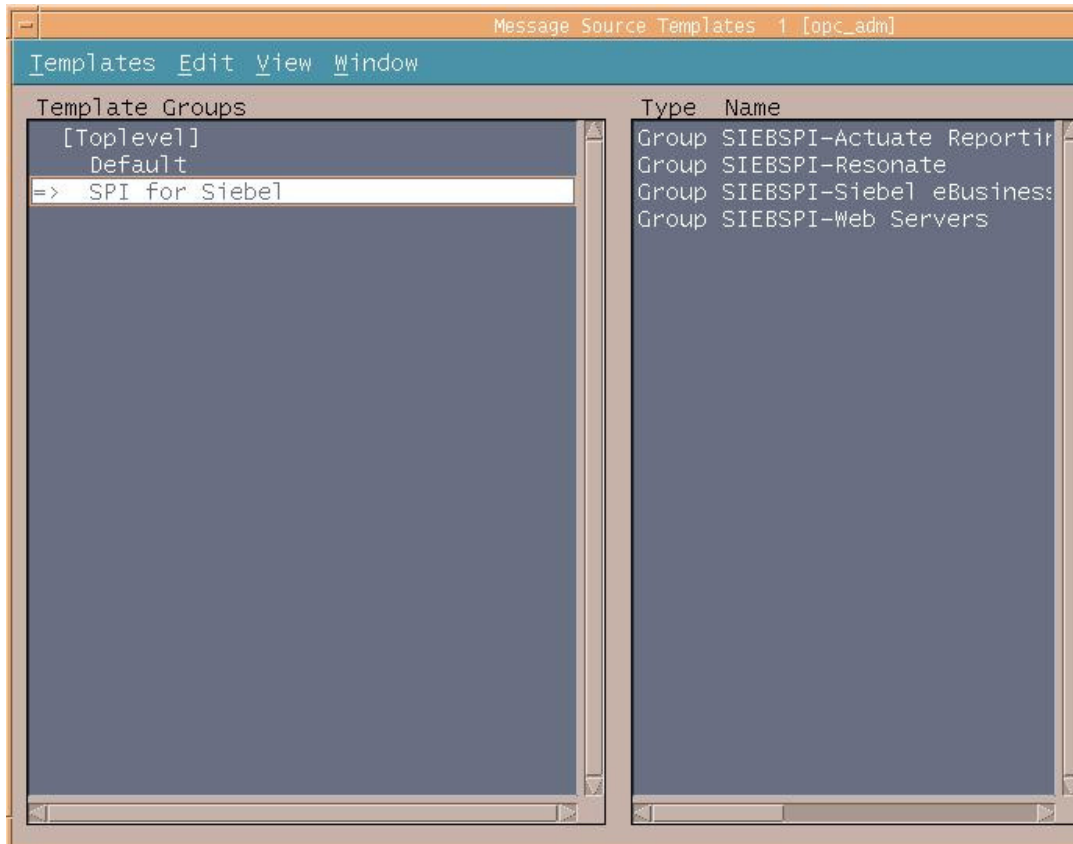 Message Source Templates 1 [opc_adm]
Templates Edit View Window
Template Groups
[Toplevel]
Default
=> SPI for Siebel
Type Name
Group SIEBSPI-Actuate Reportin
Group SIEBSPI-Resonate
Group SIEBSPI-Siebel eBusiness
Group SIEBSPI-Web Servers